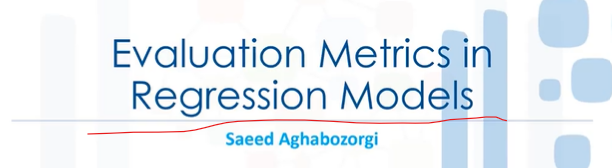 Evaluation Metrics in
Regression Models
Saeed Aghabozorgi